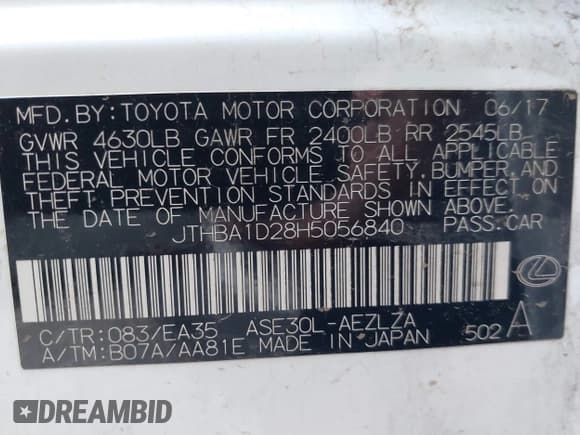 MFD. BY: TOYOTA MOTOR CORPORATION 06/17
GVWR 4630LB GAWR FR 2400LB RR 2545LB
THIS VEHICLE CONFORMS TO ALL APPLICABLE
FEDERAL MOTOR VEHICLE SAFETY, BUMPER, AND
THEFT PREVENTION STANDARDS IN EFFECT ON
THE DATE OF MANUFACTURE SHOWN ABOVE.
JTHBA1D28H5056840 PASS. CAR
C/TR: 083/EA35 ASE30L-AEZLZA
A/TM: B07A/AA81E MADE IN JAPAN 502 A
DREAMBID